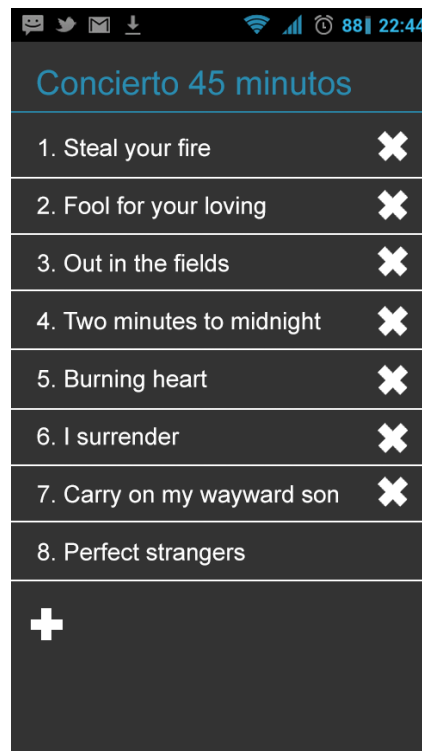 88 22:44
Concierto 45 minutos
1. Steal your fire
2. Fool for your loving
3. Out in the fields
4. Two minutes to midnight
5. Burning heart
6. I surrender
7. Carry on my wayward son
8. Perfect strangers